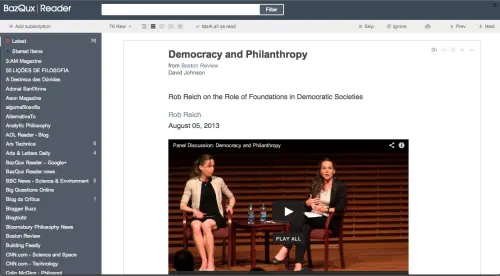 BazQux Reader
Filter
+ Add subscription
76 New
Mark all as read
Skip
Ignore
Prev
Next
Latest 76
Starred items
3:AM Magazine
50 LIÇÕES DE FILOSOFIA
A Destreza das Dúvidas
Adonai Sant'Anna
Aeon Magazine
algumafilosofia
AlternativeTo
Analytic Philosophy
AOL Reader - Blog
Ars Technica 6
Arts & Letters Daily 4
BazQux Reader – Google+
BazQux Reader news
BBC News - Science & Environment 5
Big Questions Online
Blog da Crítica 1
Blogger Buzz
Blogtrottr
Bloomsbury Philosophy News
Boston Review
Building Feedly
CNN.com - Science and Space
CNN.com - Technology
Colin McGinn : Philospot
Democracy and Philanthropy
2h
from Boston Review
David Johnson
Rob Reich on the Role of Foundations in Democratic Societies
Rob Reich
August 05, 2013
Panel Discussion: Democracy and Philanthropy
PLAY ALL